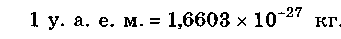 1 у. а. е. м. = 1,6603 × 10⁻²⁷ кг.